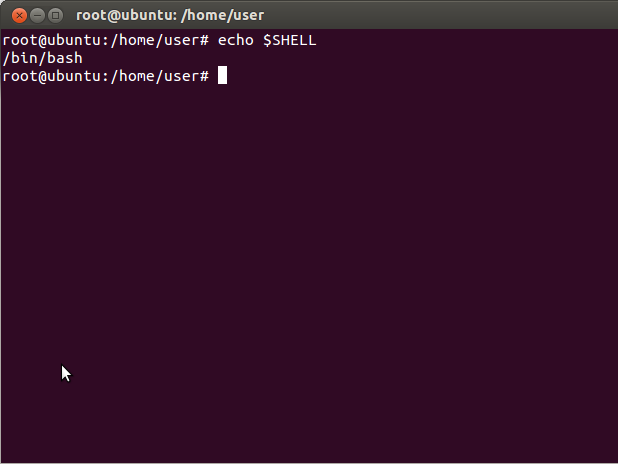 root@ubuntu: /home/user
root@ubuntu:/home/user# echo $SHELL
/bin/bash
root@ubuntu:/home/user#